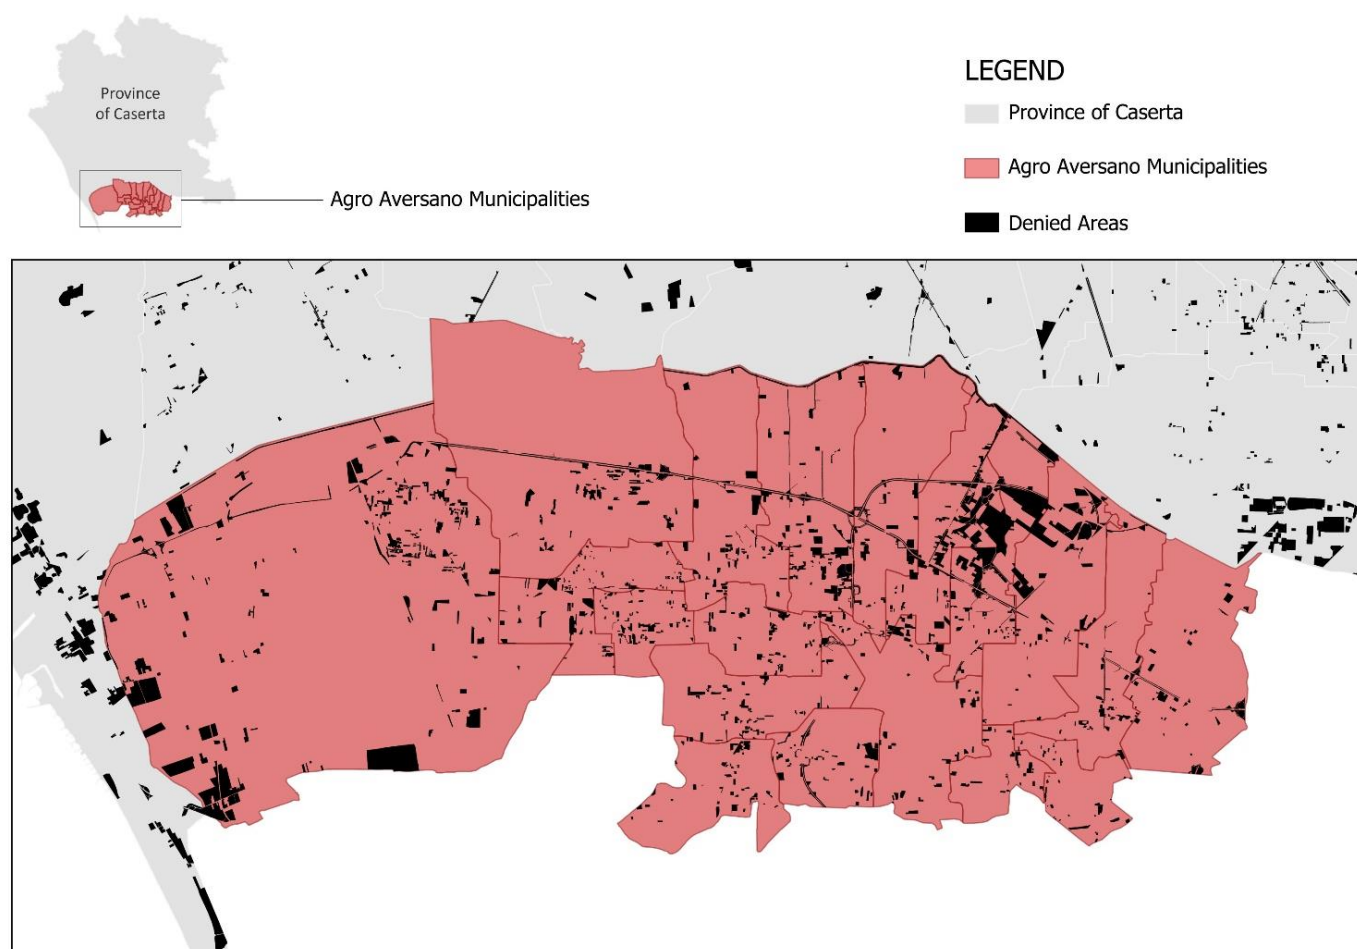 Province
of Caserta
Agro Aversano Municipalities
LEGEND
Province of Caserta
Agro Aversano Municipalities
Denied Areas